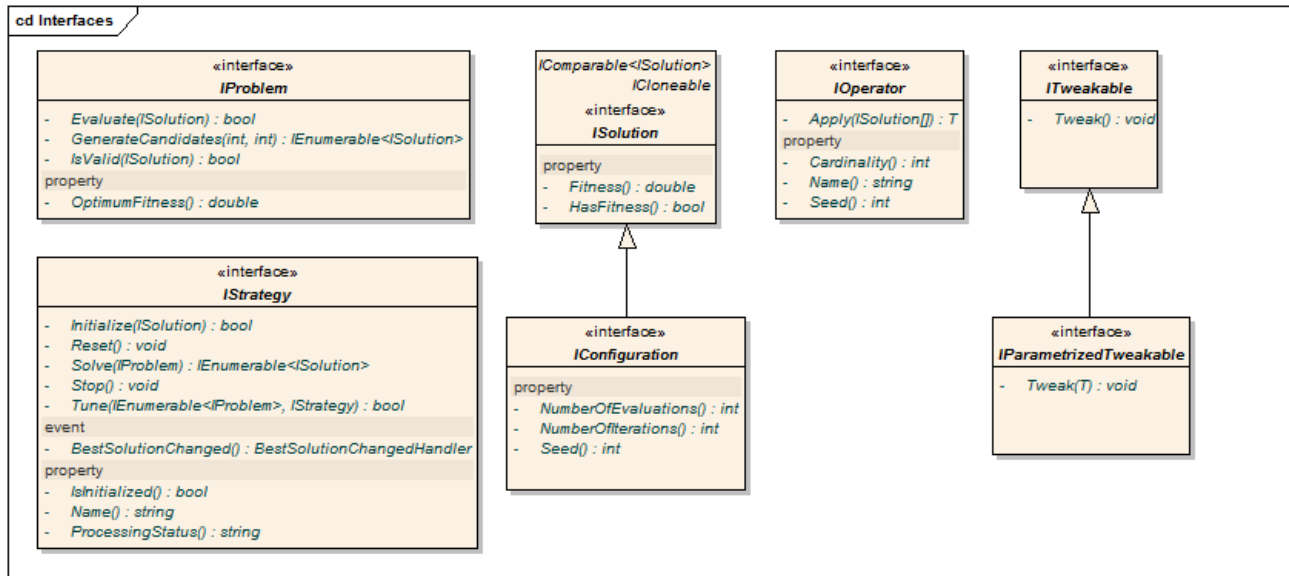 cd Interfaces
«interface»
IProblem
- Evaluate(ISolution) : bool
- GenerateCandidates(int, int) : IEnumerable<ISolution>
- IsValid(ISolution) : bool
property
- OptimumFitness() : double
IComparable<ISolution>
ICloneable
«interface»
ISolution
property
- Fitness() : double
- HasFitness() : bool
«interface»
IOperator
- Apply(ISolution[]) : T
property
- Cardinality() : int
- Name() : string
- Seed() : int
«interface»
ITweakable
- Tweak() : void
«interface»
IStrategy
- Initialize(ISolution) : bool
- Reset() : void
- Solve(IProblem) : IEnumerable<ISolution>
- Stop() : void
- Tune(IEnumerable<IProblem>, IStrategy) : bool
event
- BestSolutionChanged() : BestSolutionChangedHandler
property
- IsInitialized() : bool
- Name() : string
- ProcessingStatus() : string
«interface»
IConfiguration
property
- NumberOfEvaluations() : int
- NumberOfIterations() : int
- Seed() : int
«interface»
IParametrizedTweakable
- Tweak(T) : void